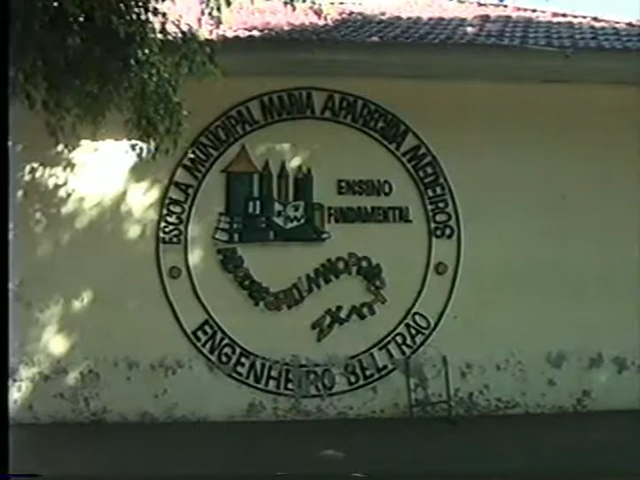 ESCOLA MUNICIPAL MARIA APARECIDA MEDEIROS
ENSINO
FUNDAMENTAL
ENGENHEIRO BELTRÃO